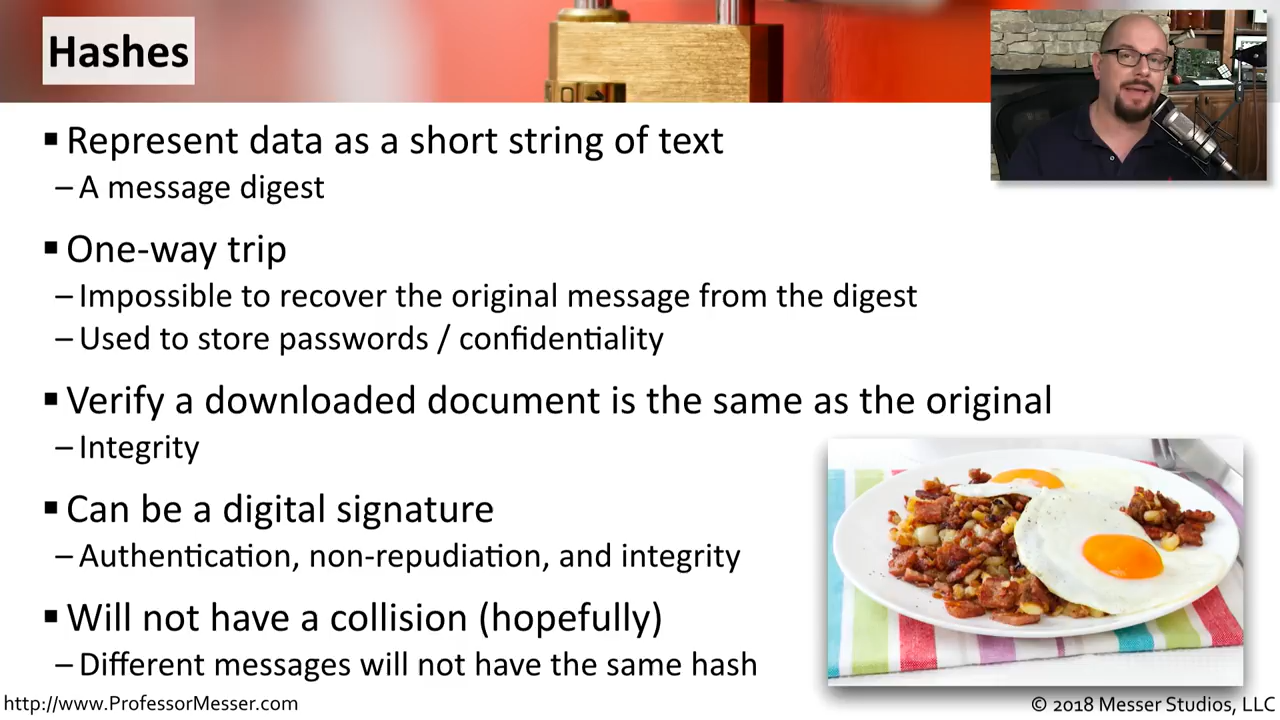 Hashes
▪ Represent data as a short string of text
– A message digest
▪ One-way trip
– Impossible to recover the original message from the digest
– Used to store passwords / confidentiality
▪ Verify a downloaded document is the same as the original
– Integrity
▪ Can be a digital signature
– Authentication, non-repudiation, and integrity
▪ Will not have a collision (hopefully)
– Different messages will not have the same hash
http://www.ProfessorMesser.com
© 2018 Messer Studios, LLC